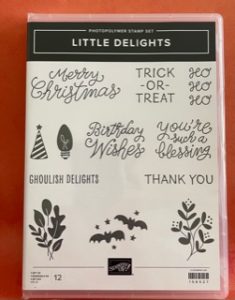 PHOTOPOLYMER STAMP SET
LITTLE DELIGHTS
Merry
Christmas
TRICK
-OR-
TREAT
HO
HO
HO
Birthday
Wishes
you're
such a
blessing
GHOULISH DELIGHTS
THANK YOU
12